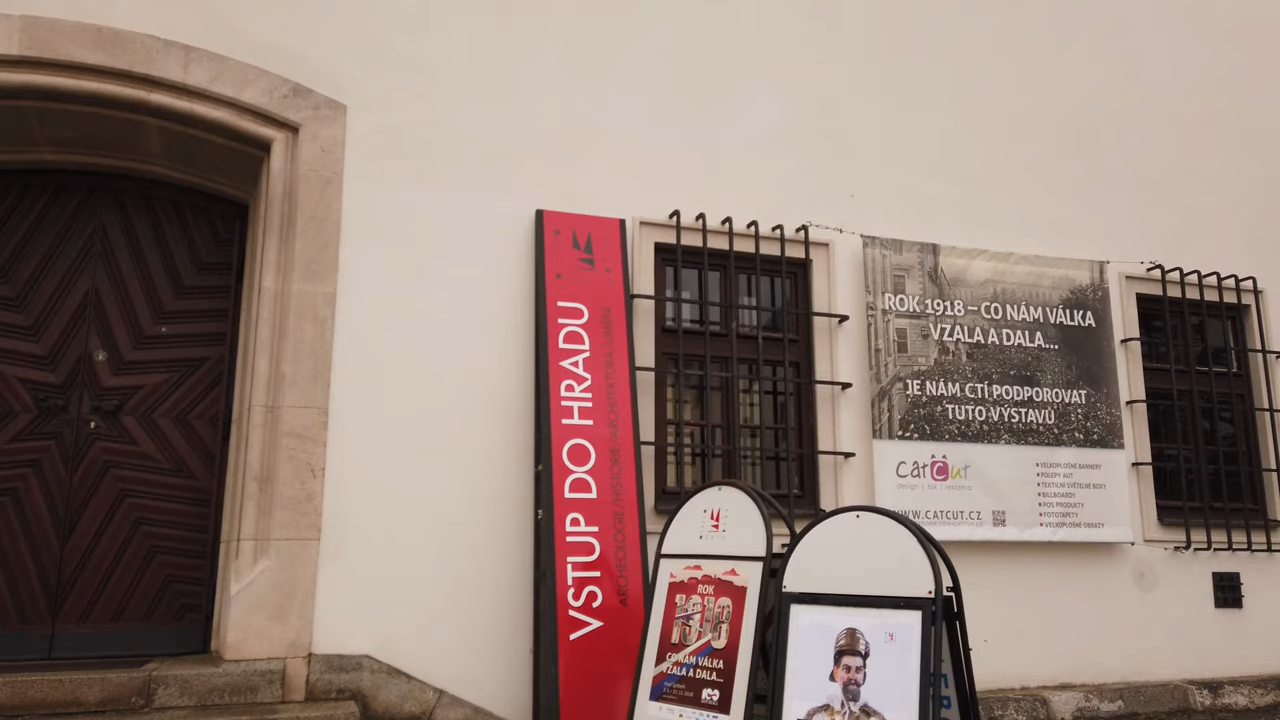 VSTUP DO HRADU
ARCHEOLOGIE/HISTORIE/ARCHITEKTURA/UMĚNÍ
ROK 1918 – CO NÁM VÁLKA
VZALA A DALA...
JE NÁM CTÍ PODPOROVAT
TUTO VÝSTAVU
catCut
design | tisk | reklama
WWW.CATCUT.CZ
VELKOPLOŠNÉ BANNERY
POLEPY AUT
TEXTILNÍ SVĚTELNÉ BOXY
BILLBOARDY
POS PRODUKTY
FOTOTAPETY
VELKOPLOŠNÉ OBRAZY
ROK
1918
CO NÁM VÁLKA
VZALA A DALA...